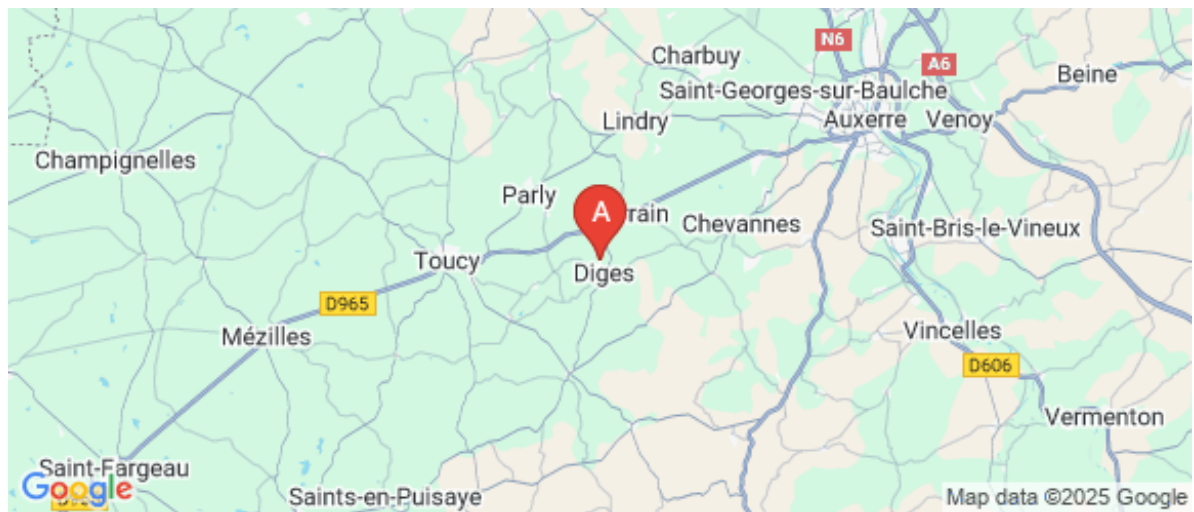 N6
A6
Charbuy
Beine
Saint-Georges-sur-Baulche
Lindry
Auxerre
Venoy
Champignelles
Parly
A
rrain
Chevannes
Saint-Bris-le-Vineux
Toucy
Diges
D965
Mézilles
Vincelles
D606
Vermenton
Saint-Fargeau
Google
Saints-en-Puisaye
Map data ©2025 Google